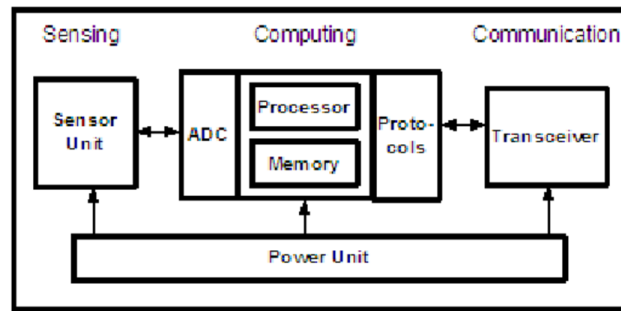 Sensing Computing Communication
Sensor
Unit
ADC
Processor
Memory
Proto-
cols
Transceiver
Power Unit